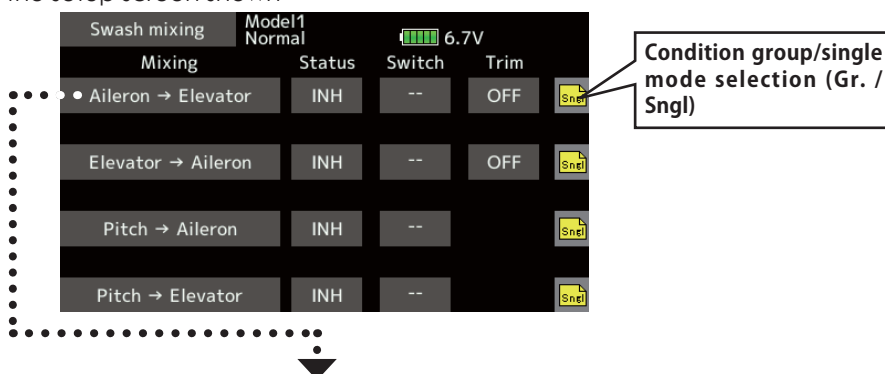 Swash mixing Model1
Normal 6.7V
Mixing Status Switch Trim
Aileron → Elevator INH -- OFF Sngl
Elevator → Aileron INH -- OFF Sngl
Pitch → Aileron INH -- Sngl
Pitch → Elevator INH -- Sngl
Condition group/single
mode selection (Gr. /
Sngl)